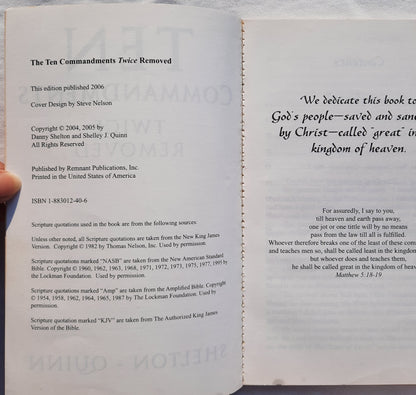 The Ten Commandments Twice Removed
This edition published 2006
Cover Design by Steve Nelson
Copyright © 2004, 2005 by
Danny Shelton and Shelley J. Quinn
All Rights Reserved
Published by Remnant Publications, Inc.
Printed in the United States of America
ISBN 1-883012-40-6
Scripture quotations used in the book are from the following sources
Unless other noted, all Scripture quotations are taken from the New King James
Version. Copyright © 1982 by Thomas Nelson, Inc. Used by permission.
Scripture quotations marked "NASB" are taken from the New American Standard
Bible. Copyright © 1960, 1962, 1963, 1968, 1971, 1972, 1973, 1975, 1977, 1995 by
the Lockman Foundation. Used by permission.
Scripture quotations marked "Amp" are taken from the Amplified Bible. Copyright
© 1954, 1958, 1962, 1964, 1965, 1987 by The Lockman Foundation. Used by
permission.
Scripture quotation marked "KJV" are taken from The Authorized King James
Version of the Bible.
We dedicate this book to
God's people—saved and sanc
by Christ—called "great" in
kingdom of heaven.
For assuredly, I say to you,
till heaven and earth pass away,
one jot or one tittle will by no means
pass from the law till all is fulfilled.
Whoever therefore breaks one of the least of these com
and teaches men so, shall be called least in the kingdom of
but whoever does and teaches them,
he shall be called great in the kingdom of heav
Matthew 5:18-19
SHELTON - QUINN